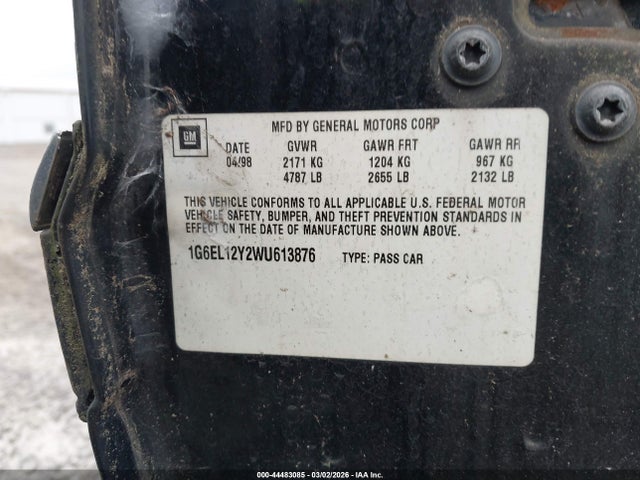 GM
MFD BY GENERAL MOTORS CORP
DATE GVWR GAWR FRT GAWR RR
04/98 2171 KG 1204 KG 967 KG
4787 LB 2655 LB 2132 LB
THIS VEHICLE CONFORMS TO ALL APPLICABLE U.S. FEDERAL MOTOR
VEHICLE SAFETY, BUMPER, AND THEFT PREVENTION STANDARDS IN
EFFECT ON THE DATE OF MANUFACTURE SHOWN ABOVE.
1G6EL12Y2WU613876 TYPE: PASS CAR
000-44483085 - 03/02/2026 - COPYRIGHT IAA, LLC